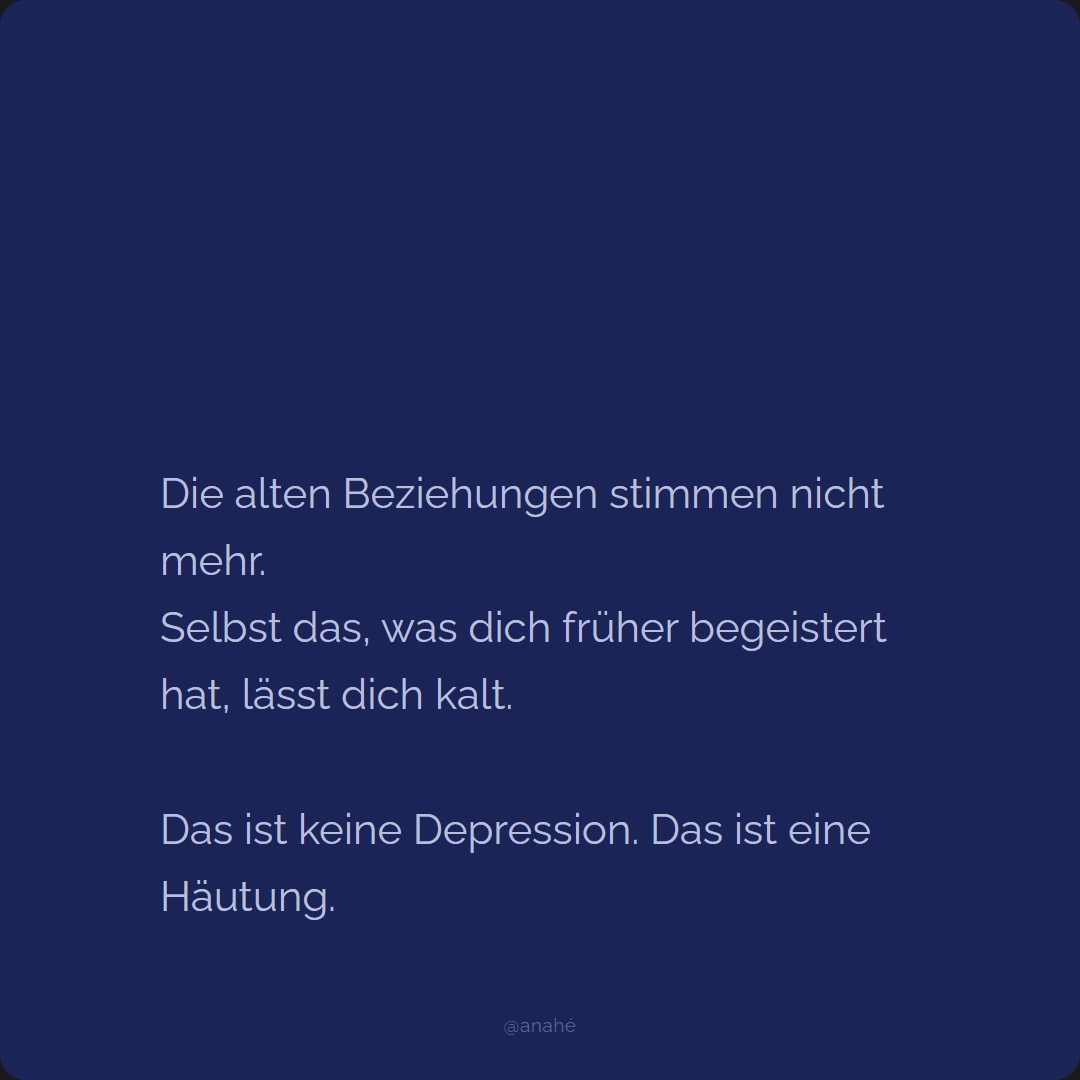 Die alten Beziehungen stimmen nicht
mehr.
Selbst das, was dich früher begeistert
hat, lässt dich kalt.
Das ist keine Depression. Das ist eine
Häutung.
@anahé